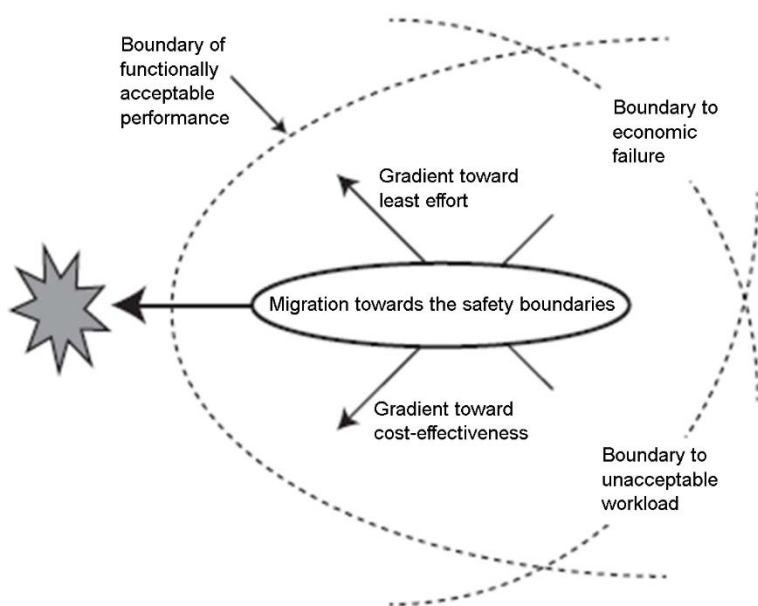 Boundary of
functionally
acceptable
performance
Boundary to
economic
failure
Gradient toward
least effort
Migration towards the safety boundaries
Gradient toward
cost-effectiveness
Boundary to
unacceptable
workload